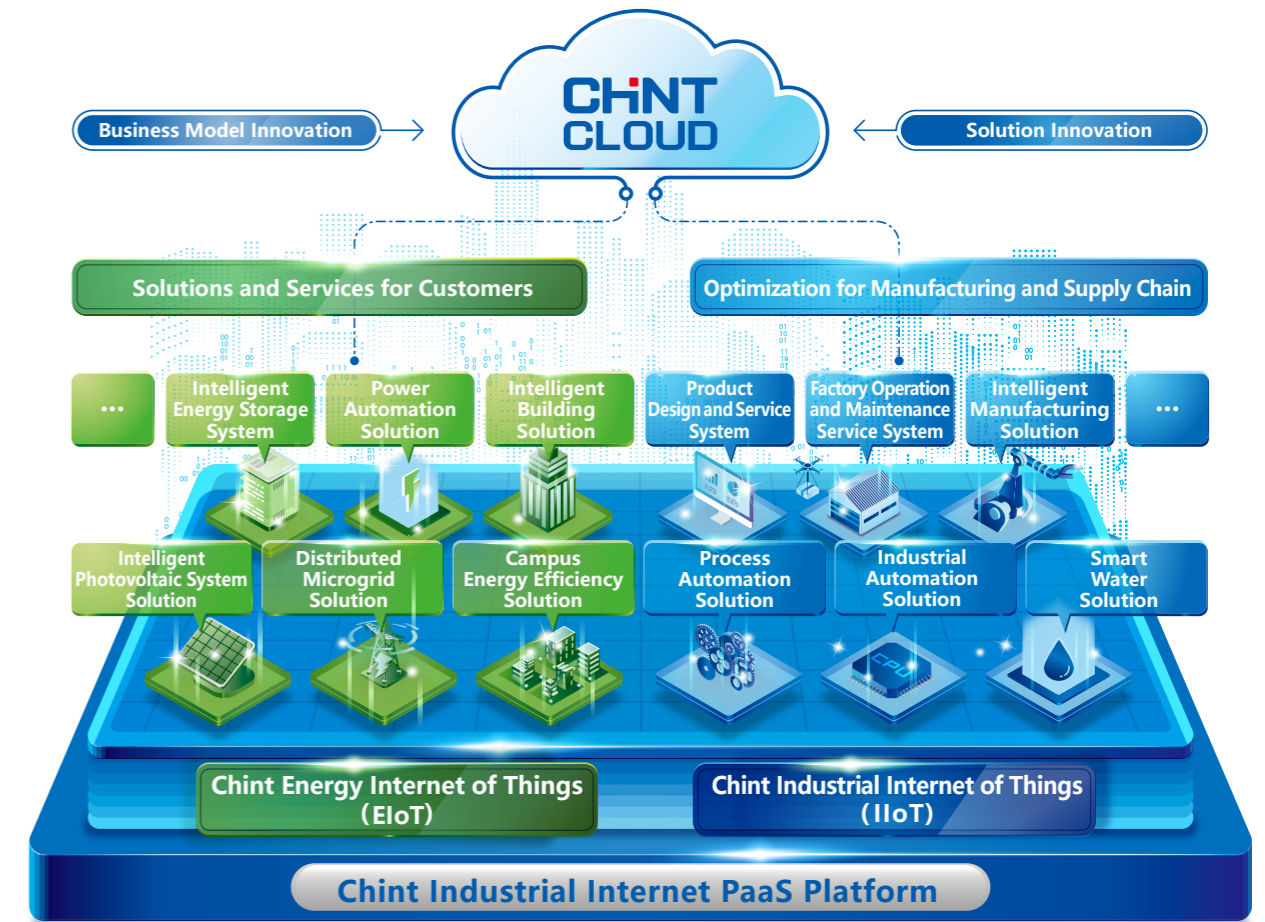 CHINT
CLOUD
Business Model Innovation
Solution Innovation
Solutions and Services for Customers
Optimization for Manufacturing and Supply Chain
...
Intelligent
Energy Storage
System
Power
Automation
Solution
Intelligent
Building
Solution
Product
Design and Service
System
Factory Operation
and Maintenance
Service System
Intelligent
Manufacturing
Solution
...
Intelligent
Photovoltaic System
Solution
Distributed
Microgrid
Solution
Campus
Energy Efficiency
Solution
Process
Automation
Solution
Industrial
Automation
Solution
Smart
Water
Solution
CPU
Chint Energy Internet of Things
(EIoT)
Chint Industrial Internet of Things
(IIoT)
Chint Industrial Internet PaaS Platform